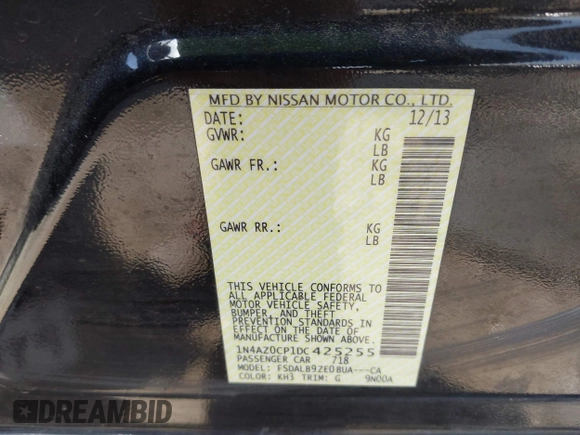 MFD BY NISSAN MOTOR CO., LTD.
DATE: 12/13
GVWR: KG
LB
GAWR FR.: KG
LB
GAWR RR.: KG
LB
THIS VEHICLE CONFORMS TO
ALL APPLICABLE FEDERAL
MOTOR VEHICLE SAFETY,
BUMPER, AND THEFT
PREVENTION STANDARDS IN
EFFECT ON THE DATE OF
MANUFACTURE SHOWN ABOVE.
1N4AZ0CP1DC425255
PASSENGER CAR 718
MODEL: FSDALB9ZE08UA---CA
COLOR: KH3 TRIM: G 9N00A
DREAMBID